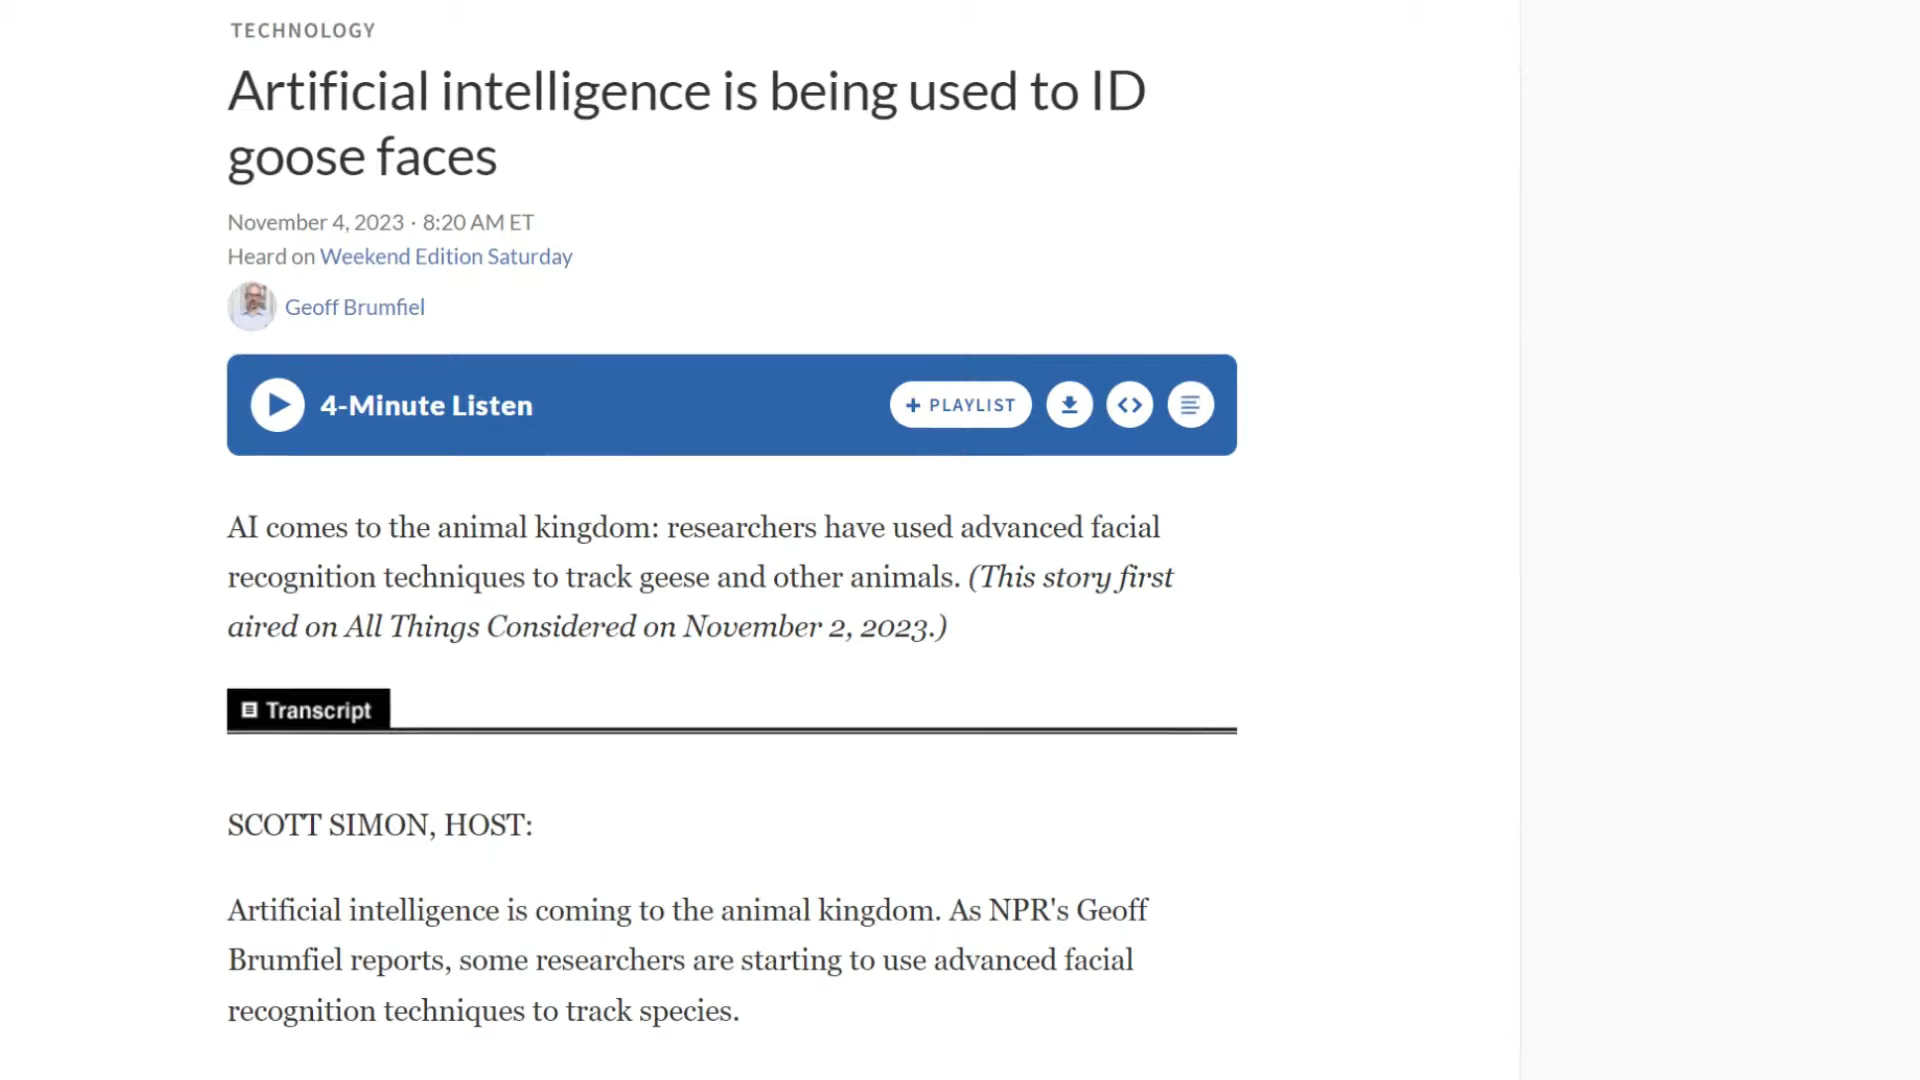 TECHNOLOGY
Artificial intelligence is being used to ID
goose faces
November 4, 2023 · 8:20 AM ET
Heard on Weekend Edition Saturday
Geoff Brumfiel
4-Minute Listen
+ PLAYLIST
AI comes to the animal kingdom: researchers have used advanced facial
recognition techniques to track geese and other animals. (This story first
aired on All Things Considered on November 2, 2023.)
Transcript
SCOTT SIMON, HOST:
Artificial intelligence is coming to the animal kingdom. As NPR's Geoff
Brumfiel reports, some researchers are starting to use advanced facial
recognition techniques to track species.